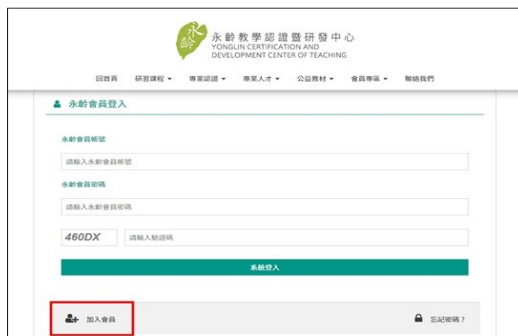 永齡
永齡教學認證暨研發中心
YONGLIN CERTIFICATION AND
DEVELOPMENT CENTER OF TEACHING
回首頁 研習課程 專業認證 專業人才 公益教材 會員專區 聯絡我們
永齡會員登入
永齡會員帳號
請輸入永齡會員帳號
永齡會員密碼
請輸入永齡會員密碼
460DX 請輸入驗證碼
系統登入
加入會員 忘記密碼？